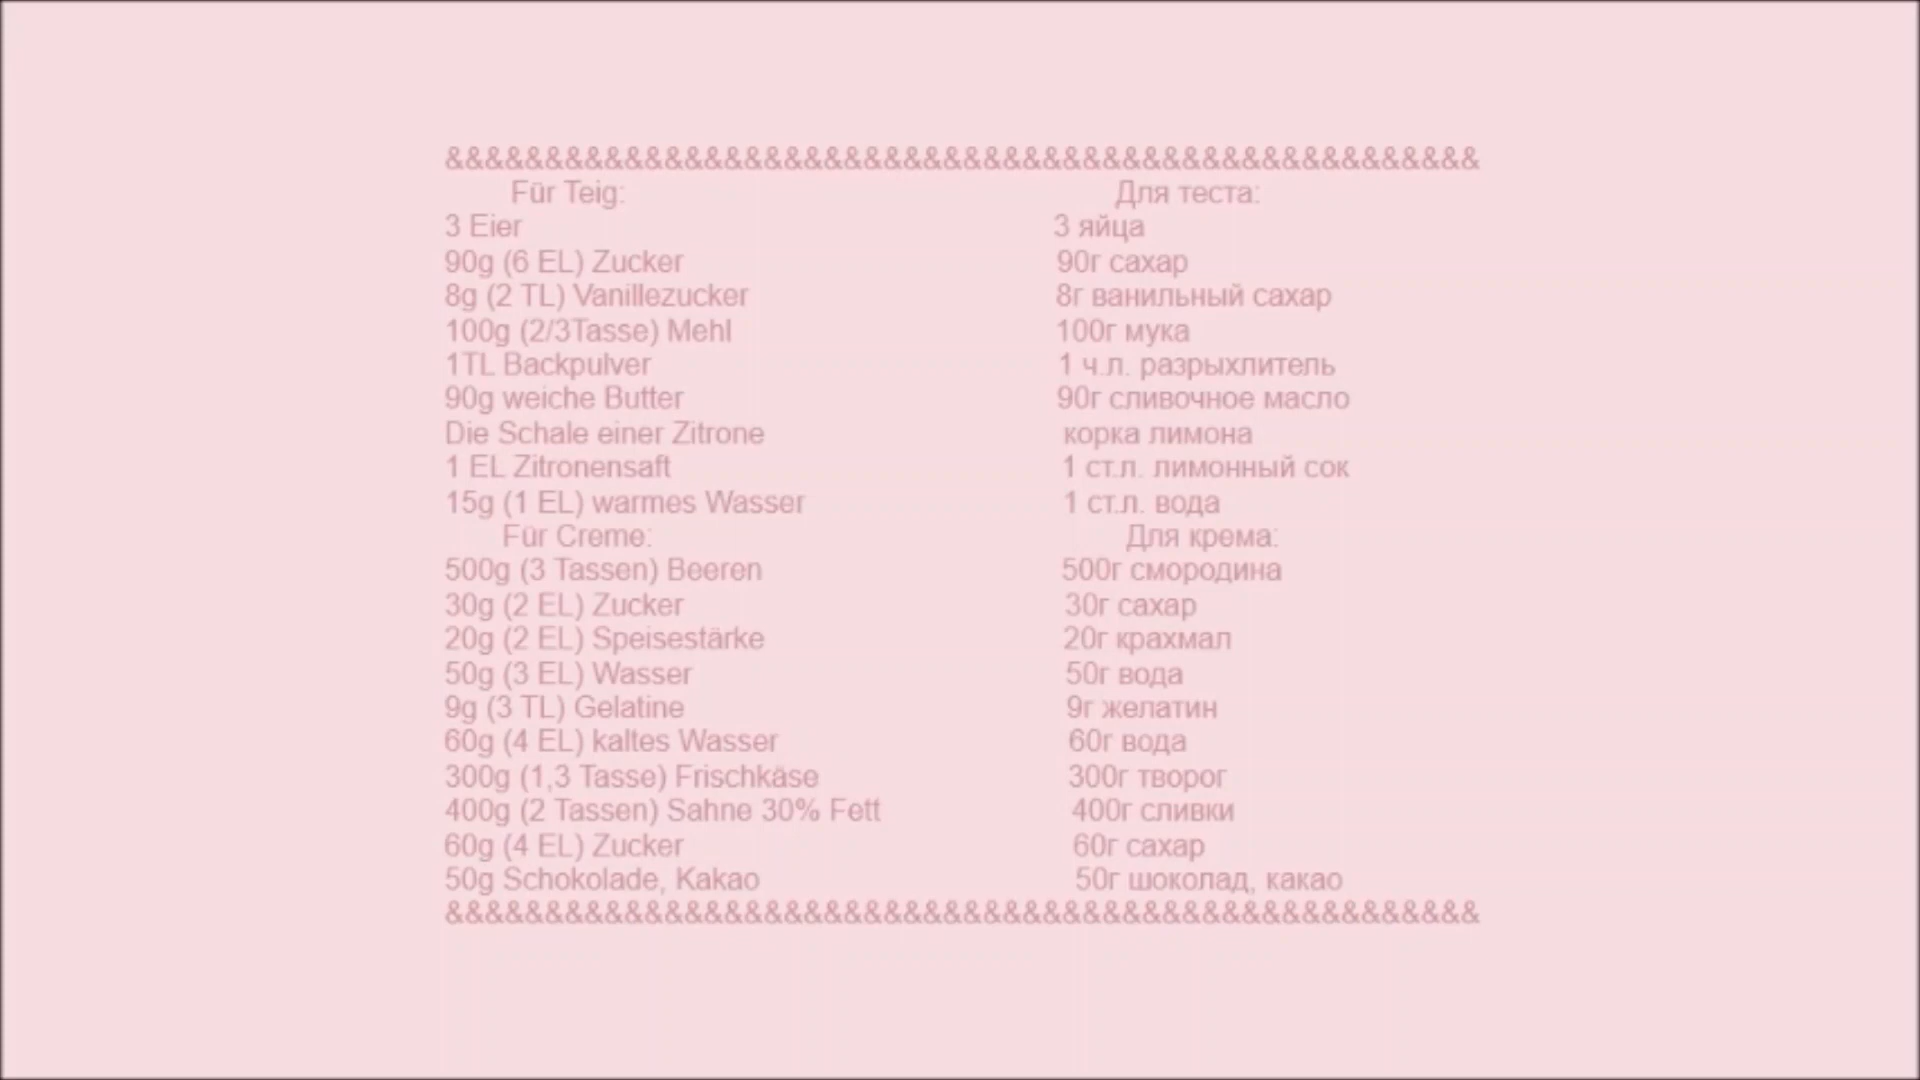 &&&&&&&&&&&&&&&&&&&&&&&&&&&&&&&&&&&&&&&&&&&&&&&&&&&&
Für Teig: Для теста:
3 Eier 3 яйца
90g (6 EL) Zucker 90г сахар
8g (2 TL) Vanillezucker 8г ванильный сахар
100g (2/3Tasse) Mehl 100г мука
1TL Backpulver 1 ч.л. разрыхлитель
90g weiche Butter 90г сливочное масло
Die Schale einer Zitrone корка лимона
1 EL Zitronensaft 1 ст.л. лимонный сок
15g (1 EL) warmes Wasser 1 ст.л. вода
Für Creme: Для крема:
500g (3 Tassen) Beeren 500г смородина
30g (2 EL) Zucker 30г сахар
20g (2 EL) Speisestärke 20г крахмал
50g (3 EL) Wasser 50г вода
9g (3 TL) Gelatine 9г желатин
60g (4 EL) kaltes Wasser 60г вода
300g (1,3 Tasse) Frischkäse 300г творог
400g (2 Tassen) Sahne 30% Fett 400г сливки
60g (4 EL) Zucker 60г сахар
50g Schokolade, Kakao 50г шоколад, какао
&&&&&&&&&&&&&&&&&&&&&&&&&&&&&&&&&&&&&&&&&&&&&&&&&&&&